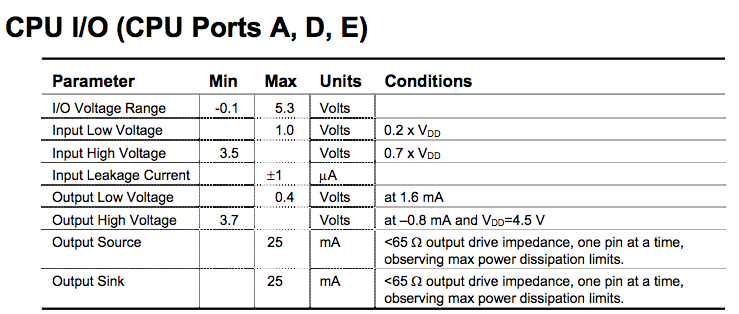 CPU I/O (CPU Ports A, D, E)
Parameter Min Max Units Conditions
I/O Voltage Range -0.1 5.3 Volts
Input Low Voltage 1.0 Volts 0.2 x VDD
Input High Voltage 3.5 Volts 0.7 x VDD
Input Leakage Current ±1 µA
Output Low Voltage 0.4 Volts at 1.6 mA
Output High Voltage 3.7 Volts at –0.8 mA and VDD=4.5 V
Output Source 25 mA <65 Ω output drive impedance, one pin at a time,
observing max power dissipation limits.
Output Sink 25 mA <65 Ω output drive impedance, one pin at a time,
observing max power dissipation limits.